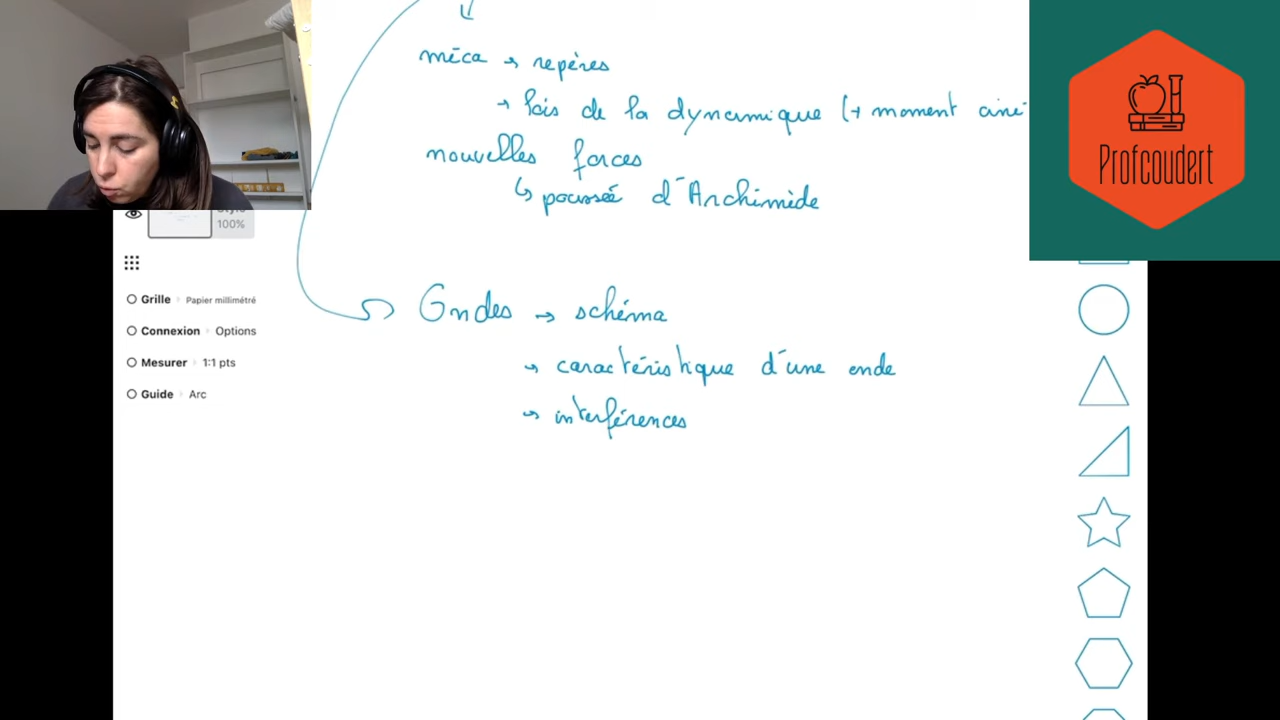 méca → repères
→ lois de la dynamique (+ moment ciné
nouvelles forces
↳ poussée d'Archimède
Profcoudert
100%
Grille Papier millimétré
Connexion Options
Mesurer 1:1 pts
Guide Arc
Ondes → schéma
→ caractéristique d'une onde
→ interférences